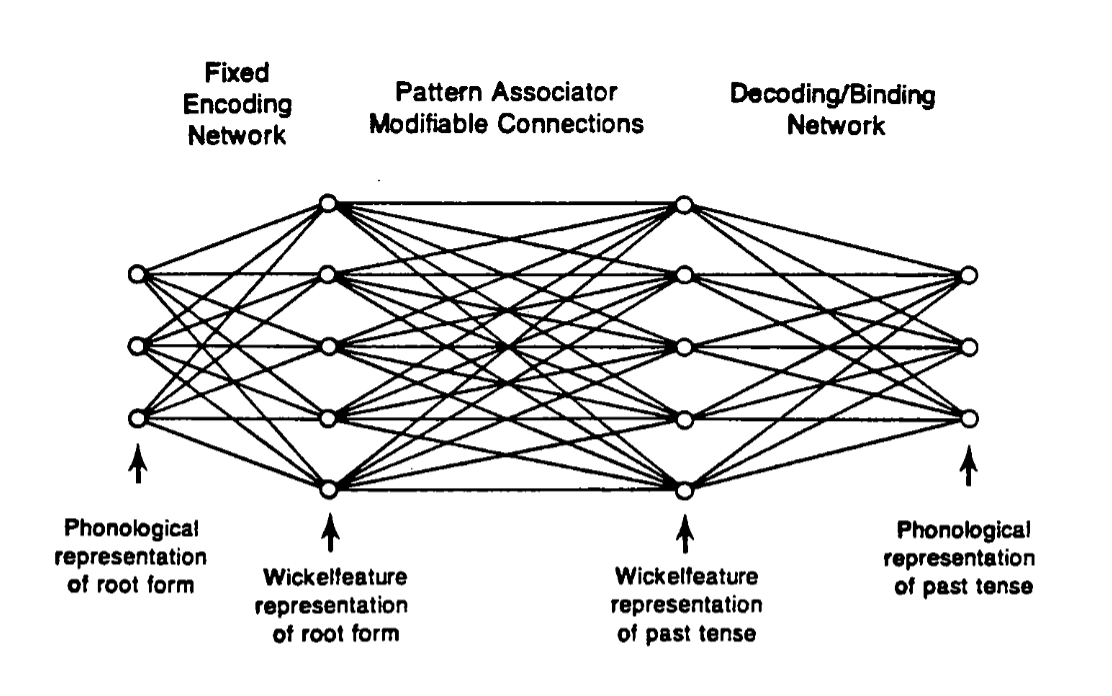 Fixed
Encoding
Network
Pattern Associator
Modifiable Connections
Decoding/Binding
Network
Phonological
representation
of root form
Wickelfeature
representation
of root form
Wickelfeature
representation
of past tense
Phonological
representation
of past tense